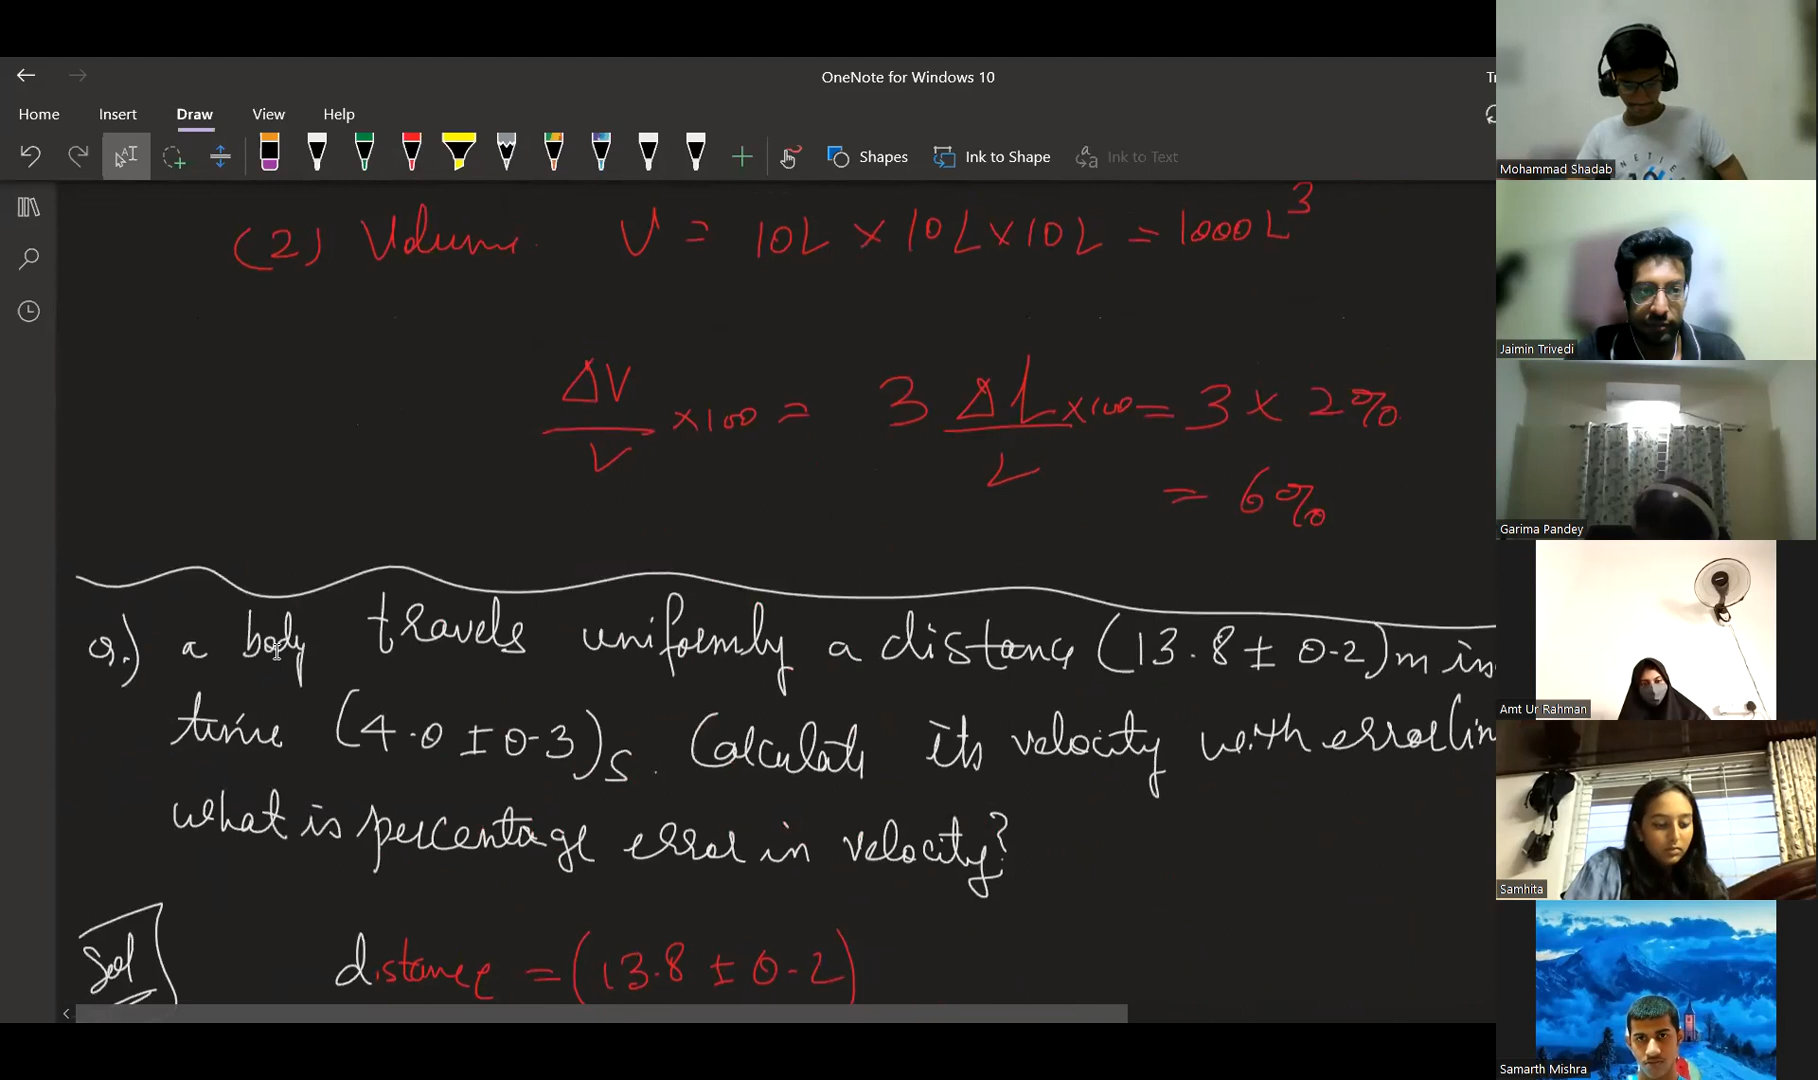 OneNote for Windows 10
Home Insert Draw View Help
Shapes Ink to Shape Ink to Text
(2) Volume V = 10L × 10L × 10L = 1000L³
ΔV/V ×100 = 3 ΔL/L ×100 = 3 × 2%
= 6%
Q.) a body travels uniformly a distance (13.8 ± 0.2)m in
time (4.0 ± 0.3)s. Calculate its velocity with error lim
what is percentage error in velocity?
Sol distance = (13.8 ± 0.2)
Mohammad Shadab
Jaimin Trivedi
Garima Pandey
Amt Ur Rahman
Samhita
Samarth Mishra